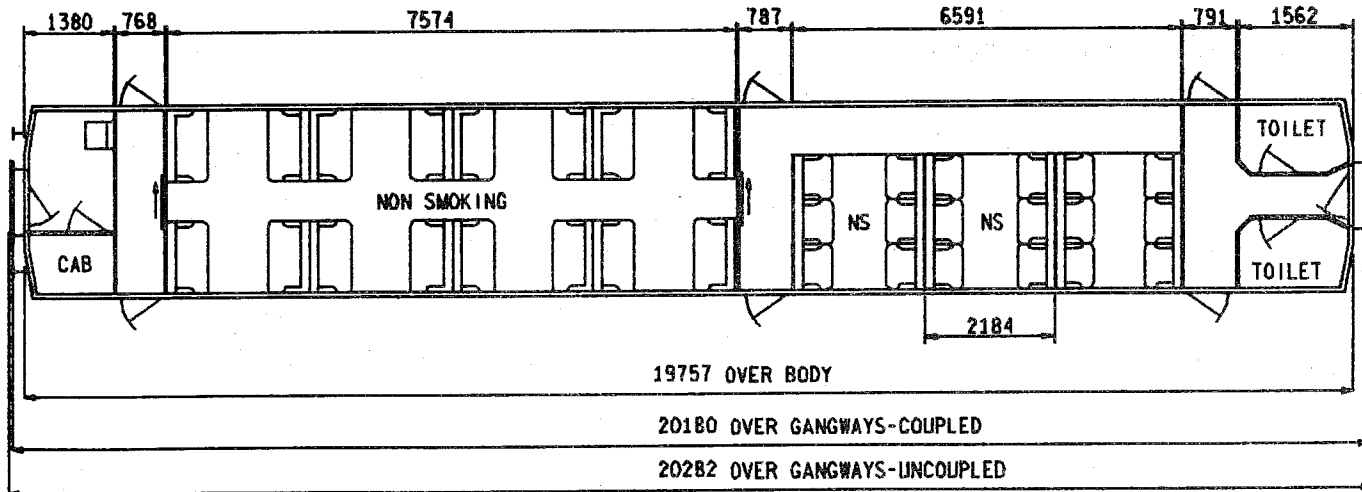 1380 768 7574 787 6591 791 1562
TOILET
NON SMOKING NS NS
CAB TOILET
2184
19757 OVER BODY
20180 OVER GANGWAYS-COUPLED
20282 OVER GANGWAYS-UNCOUPLED